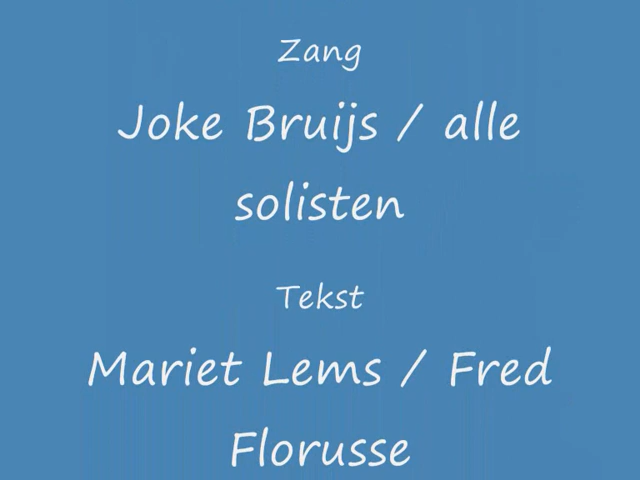 Zang
Joke Bruijs / alle
solisten
Tekst
Mariet Lems / Fred
Florusse